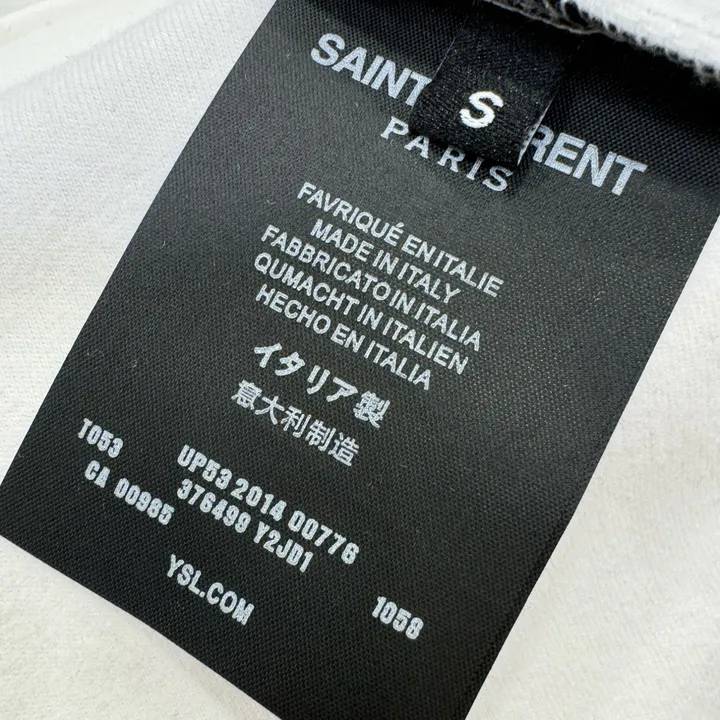 SAINT
RENT
S
PARIS
FAVRIQUÉ EN ITALIE
MADE IN ITALY
FABBRICATO IN ITALIA
QUMACHT IN ITALIEN
HECHO EN ITALIA
イタリア製
意大利制造
T053 UP53 2014 00776
CA 00985 376499 Y2JD1
YSL.COM 1058